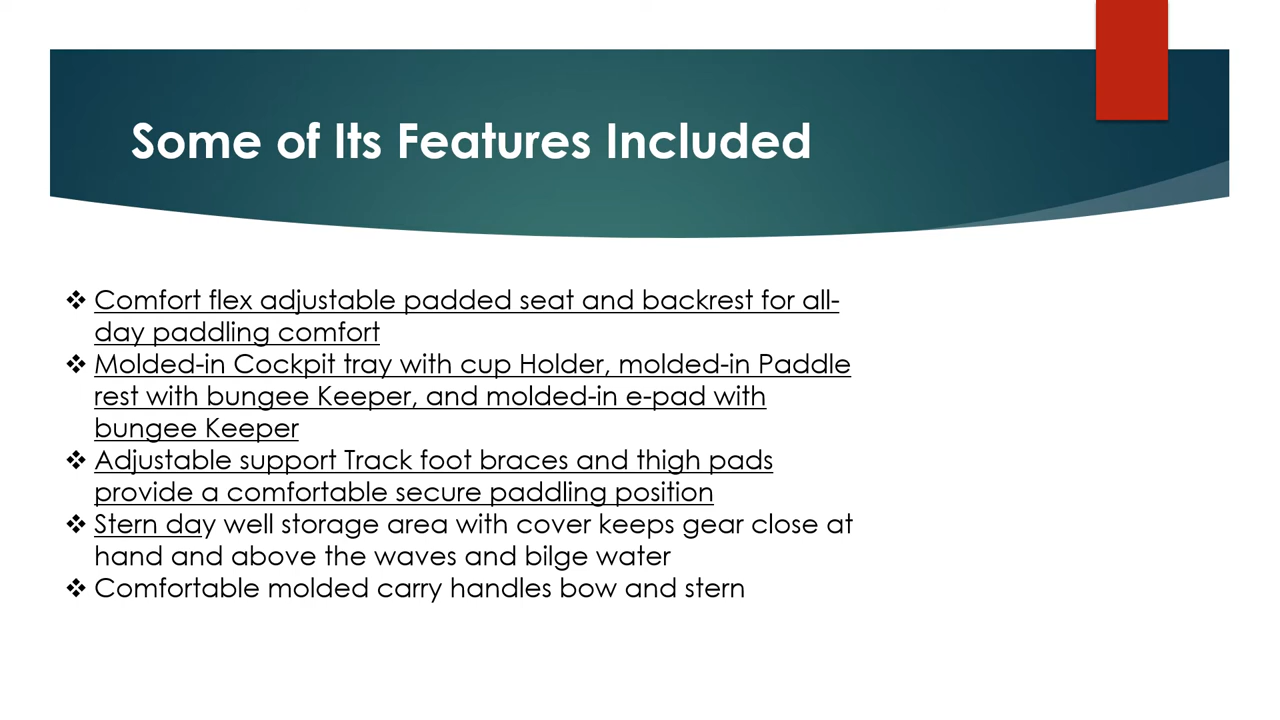 Some of Its Features Included
❖ Comfort flex adjustable padded seat and backrest for all-
day paddling comfort
❖ Molded-in Cockpit tray with cup Holder, molded-in Paddle
rest with bungee Keeper, and molded-in e-pad with
bungee Keeper
❖ Adjustable support Track foot braces and thigh pads
provide a comfortable secure paddling position
❖ Stern day well storage area with cover keeps gear close at
hand and above the waves and bilge water
❖ Comfortable molded carry handles bow and stern